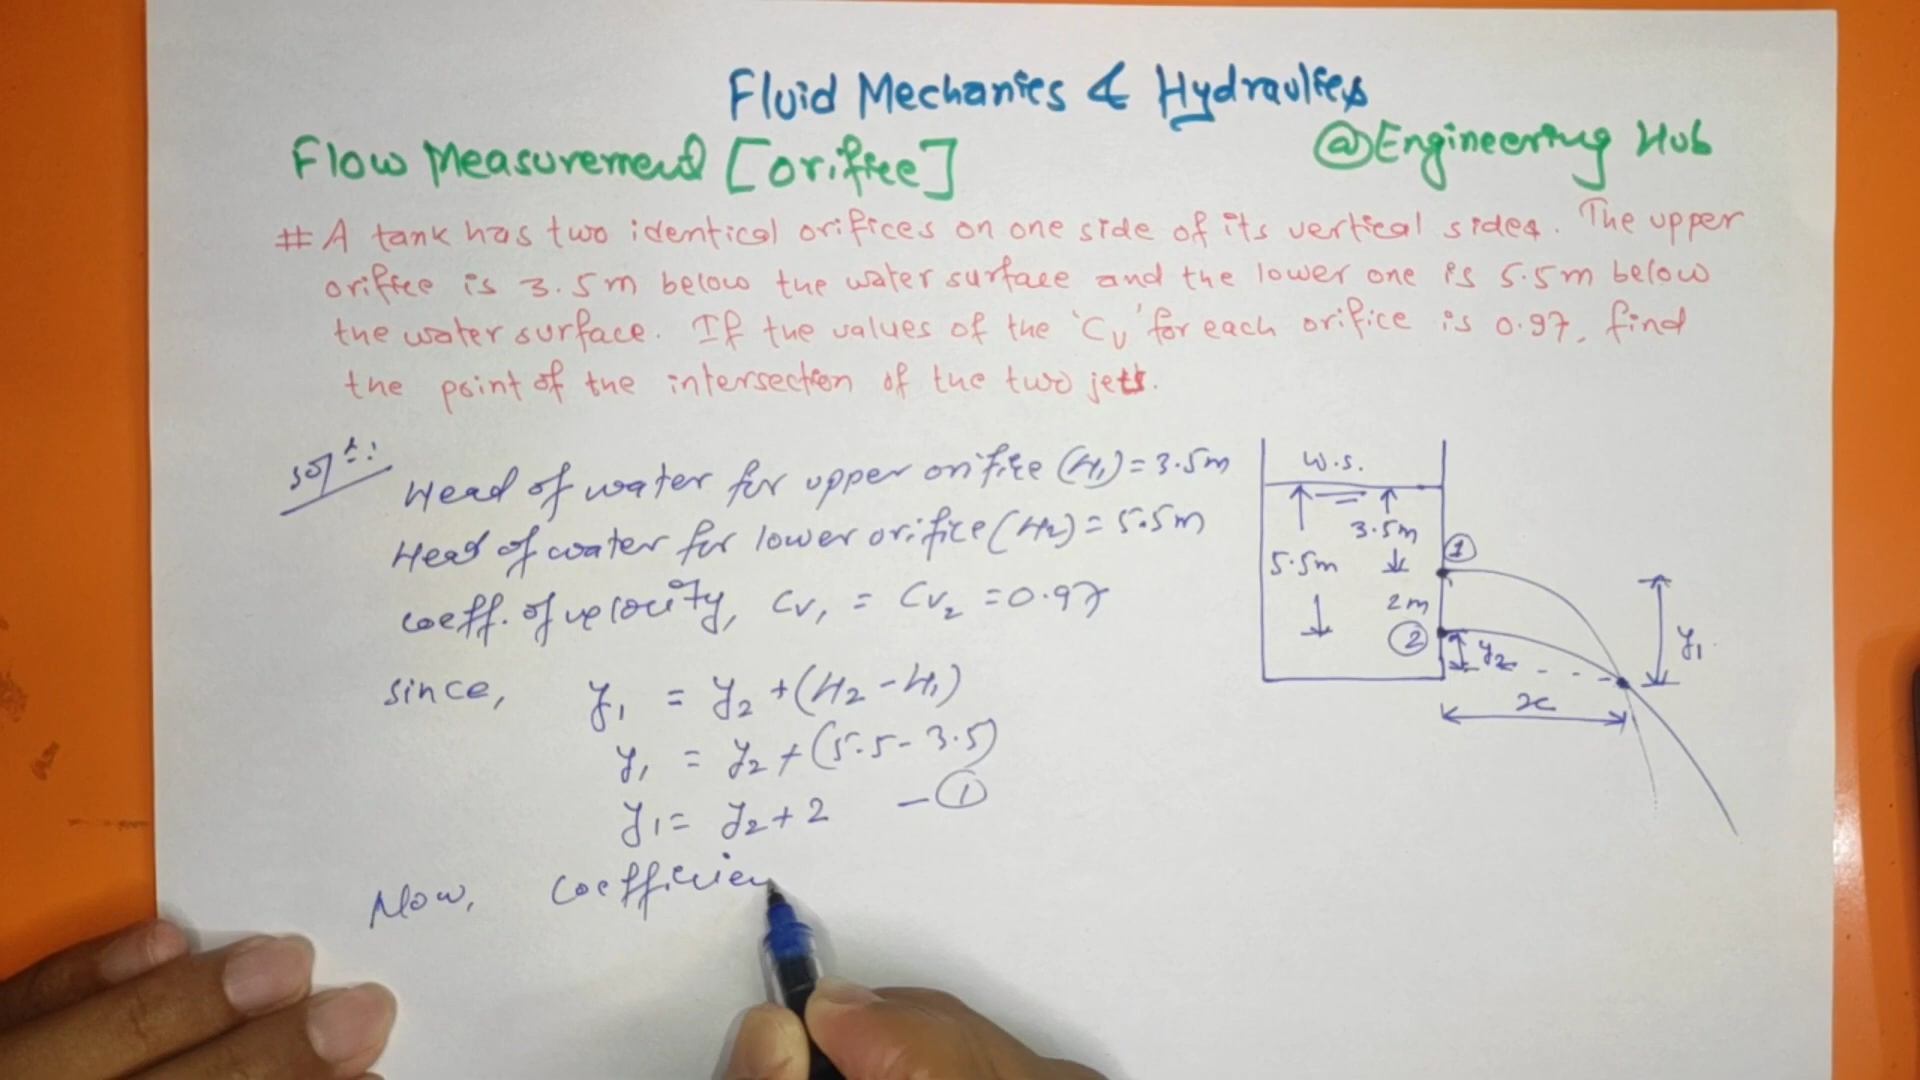 Fluid Mechanics & Hydraulics
Flow Measurement [orifice]
@Engineering Hub
# A tank has two identical orifices on one side of its vertical sides. The upper
orifice is 3.5m below the water surface and the lower one is 5.5m below
the water surface. If the values of the 'Cv' for each orifice is 0.97, find
the point of the intersection of the two jets.
solⁿ:
Head of water for upper orifice (H₁) = 3.5m
Head of water for lower orifice (H₂) = 5.5m
coeff. of velocity, Cv₁ = Cv₂ = 0.97
since, y₁ = y₂ + (H₂ - H₁)
y₁ = y₂ + (5.5 - 3.5)
y₁ = y₂ + 2 - ①
Now, Coefficien
W.S.
3.5m
①
5.5m
2m
②
y₂
y₁
x